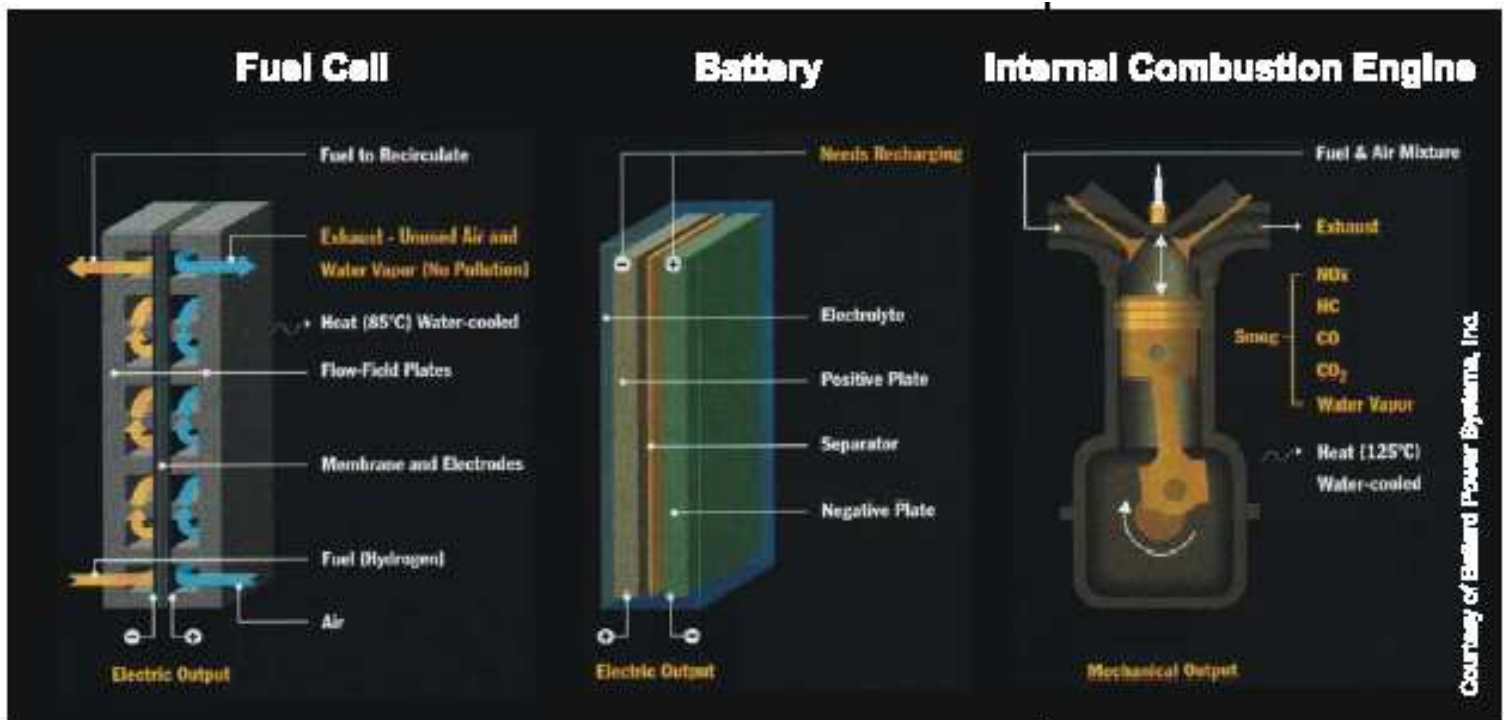 Fuel Cell
Fuel to Recirculate
Exhaust - Unused Air and
Water Vapor (No Pollution)
Heat (85°C) Water-cooled
Flow-Field Plates
Membrane and Electrodes
Fuel (Hydrogen)
Air
- +
Electric Output
Battery
Needs Recharging
- +
Electrolyte
Positive Plate
Separator
Negative Plate
+ -
Electric Output
Internal Combustion Engine
Fuel & Air Mixture
Exhaust
Smog
NOx
HC
CO
CO₂
Water Vapor
Heat (125°C)
Water-cooled
Mechanical Output
Courtesy of Ballard Power Systems, Inc.